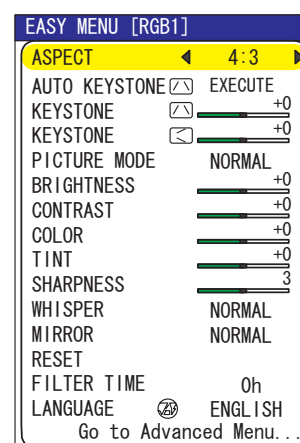 EASY MENU [RGB1]
ASPECT 4:3
AUTO KEYSTONE EXECUTE
KEYSTONE +0
KEYSTONE +0
PICTURE MODE NORMAL
BRIGHTNESS +0
CONTRAST +0
COLOR +0
TINT +0
SHARPNESS 3
WHISPER NORMAL
MIRROR NORMAL
RESET
FILTER TIME 0h
LANGUAGE ENGLISH
Go to Advanced Menu...